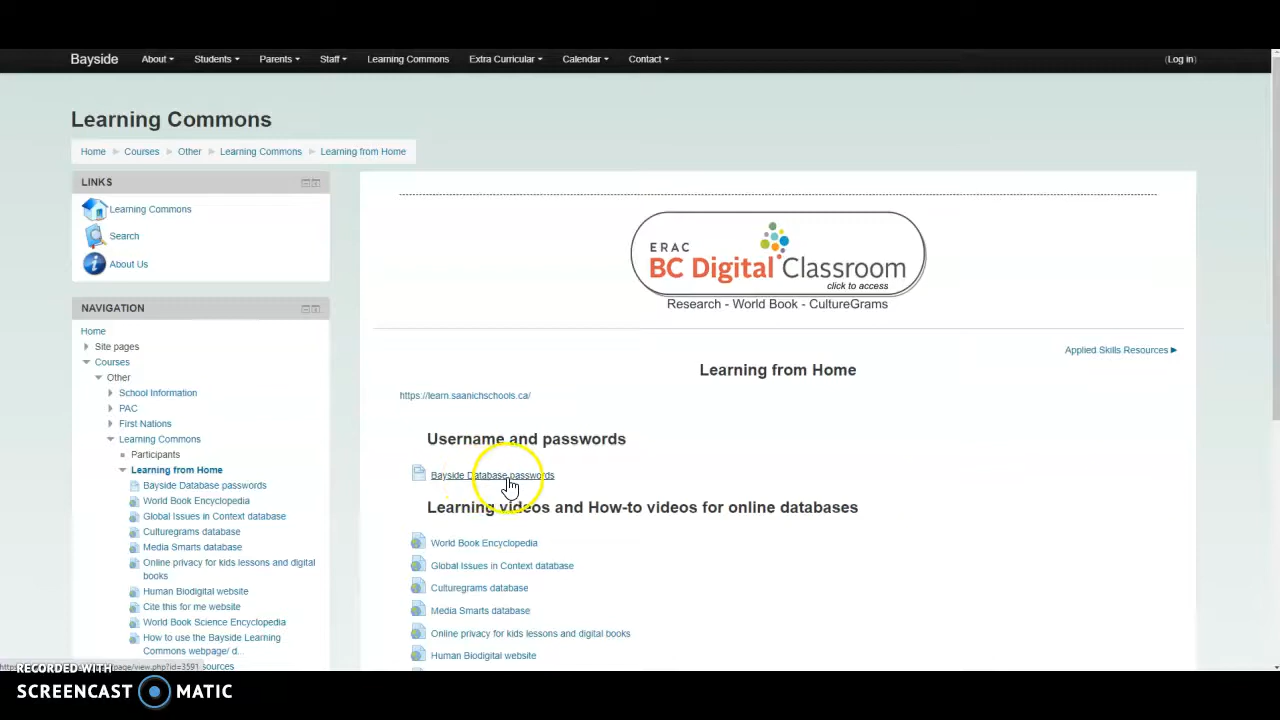 Bayside About Students Parents Staff Learning Commons Extra Curricular Calendar Contact (Log in)
Learning Commons
Home Courses Other Learning Commons Learning from Home
LINKS
Learning Commons
Search
About Us
NAVIGATION
Home
Site pages
Courses
Other
School Information
PAC
First Nations
Learning Commons
Participants
Learning from Home
Bayside Database passwords
World Book Encyclopedia
Global Issues in Context database
Culturegrams database
Media Smarts database
Online privacy for kids lessons and digital
books
Human Biodigital website
Cite this for me website
World Book Science Encyclopedia
How to use the Bayside Learning
Commons webpage/ d...
ERAC
BC Digital Classroom
click to access
Research - World Book - CultureGrams
Applied Skills Resources
Learning from Home
https://learn.saanichschools.ca/
Username and passwords
Bayside Database passwords
Learning videos and How-to videos for online databases
World Book Encyclopedia
Global Issues in Context database
Culturegrams database
Media Smarts database
Online privacy for kids lessons and digital books
Human Biodigital website
page/view.php?id=3591
RECORDED WITH
SCREENCAST MATIC